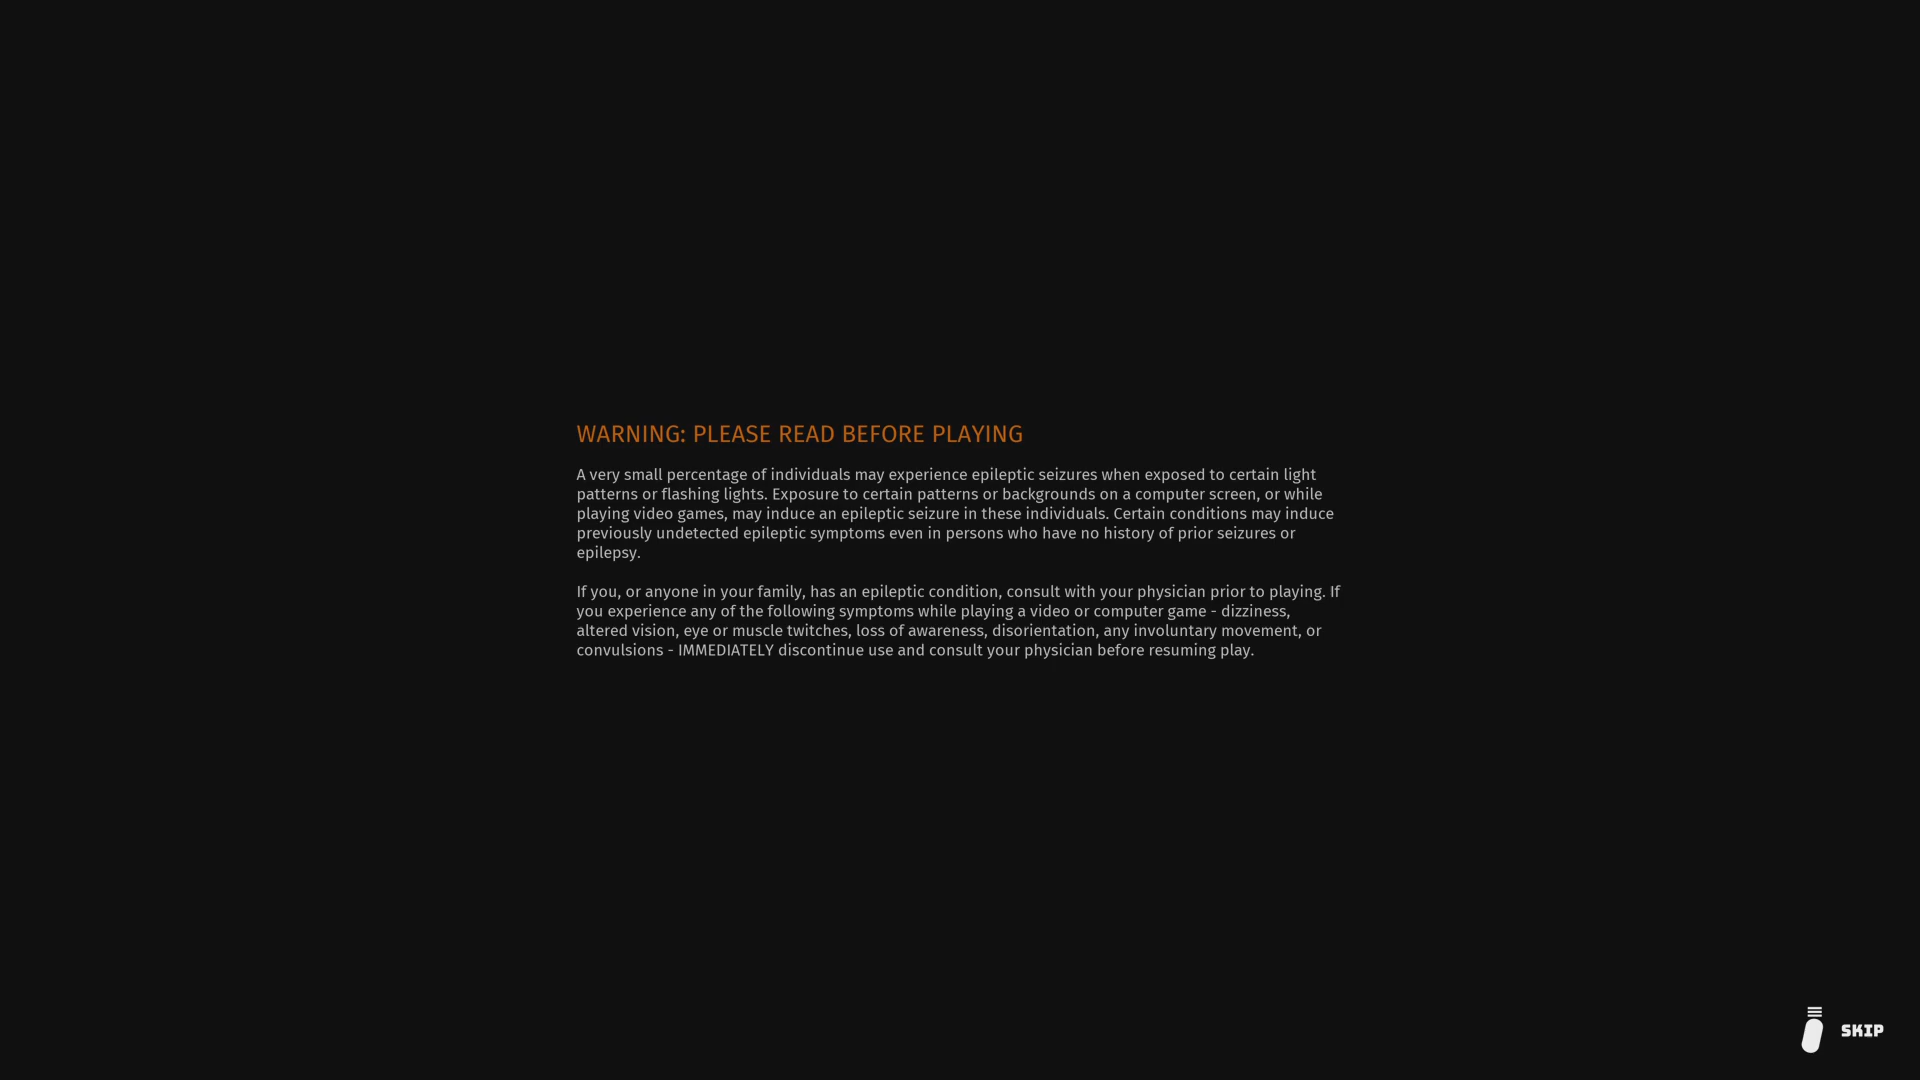 WARNING: PLEASE READ BEFORE PLAYING
A very small percentage of individuals may experience epileptic seizures when exposed to certain light
patterns or flashing lights. Exposure to certain patterns or backgrounds on a computer screen, or while
playing video games, may induce an epileptic seizure in these individuals. Certain conditions may induce
previously undetected epileptic symptoms even in persons who have no history of prior seizures or
epilepsy.
If you, or anyone in your family, has an epileptic condition, consult with your physician prior to playing. If
you experience any of the following symptoms while playing a video or computer game - dizziness,
altered vision, eye or muscle twitches, loss of awareness, disorientation, any involuntary movement, or
convulsions - IMMEDIATELY discontinue use and consult your physician before resuming play.
SKIP